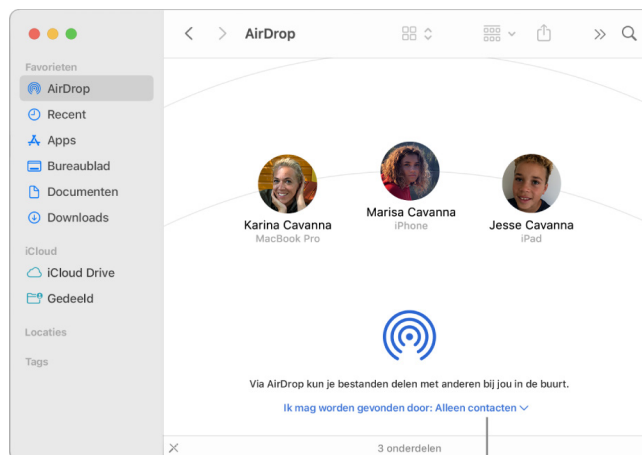 AirDrop
Favorieten
AirDrop
Recent
Apps
Bureaublad
Documenten
Downloads
iCloud
iCloud Drive
Gedeeld
Locaties
Tags
Karina Cavanna
MacBook Pro
Marisa Cavanna
iPhone
Jesse Cavanna
iPad
Via AirDrop kun je bestanden delen met anderen bij jou in de buurt.
Ik mag worden gevonden door: Alleen contacten
3 onderdelen